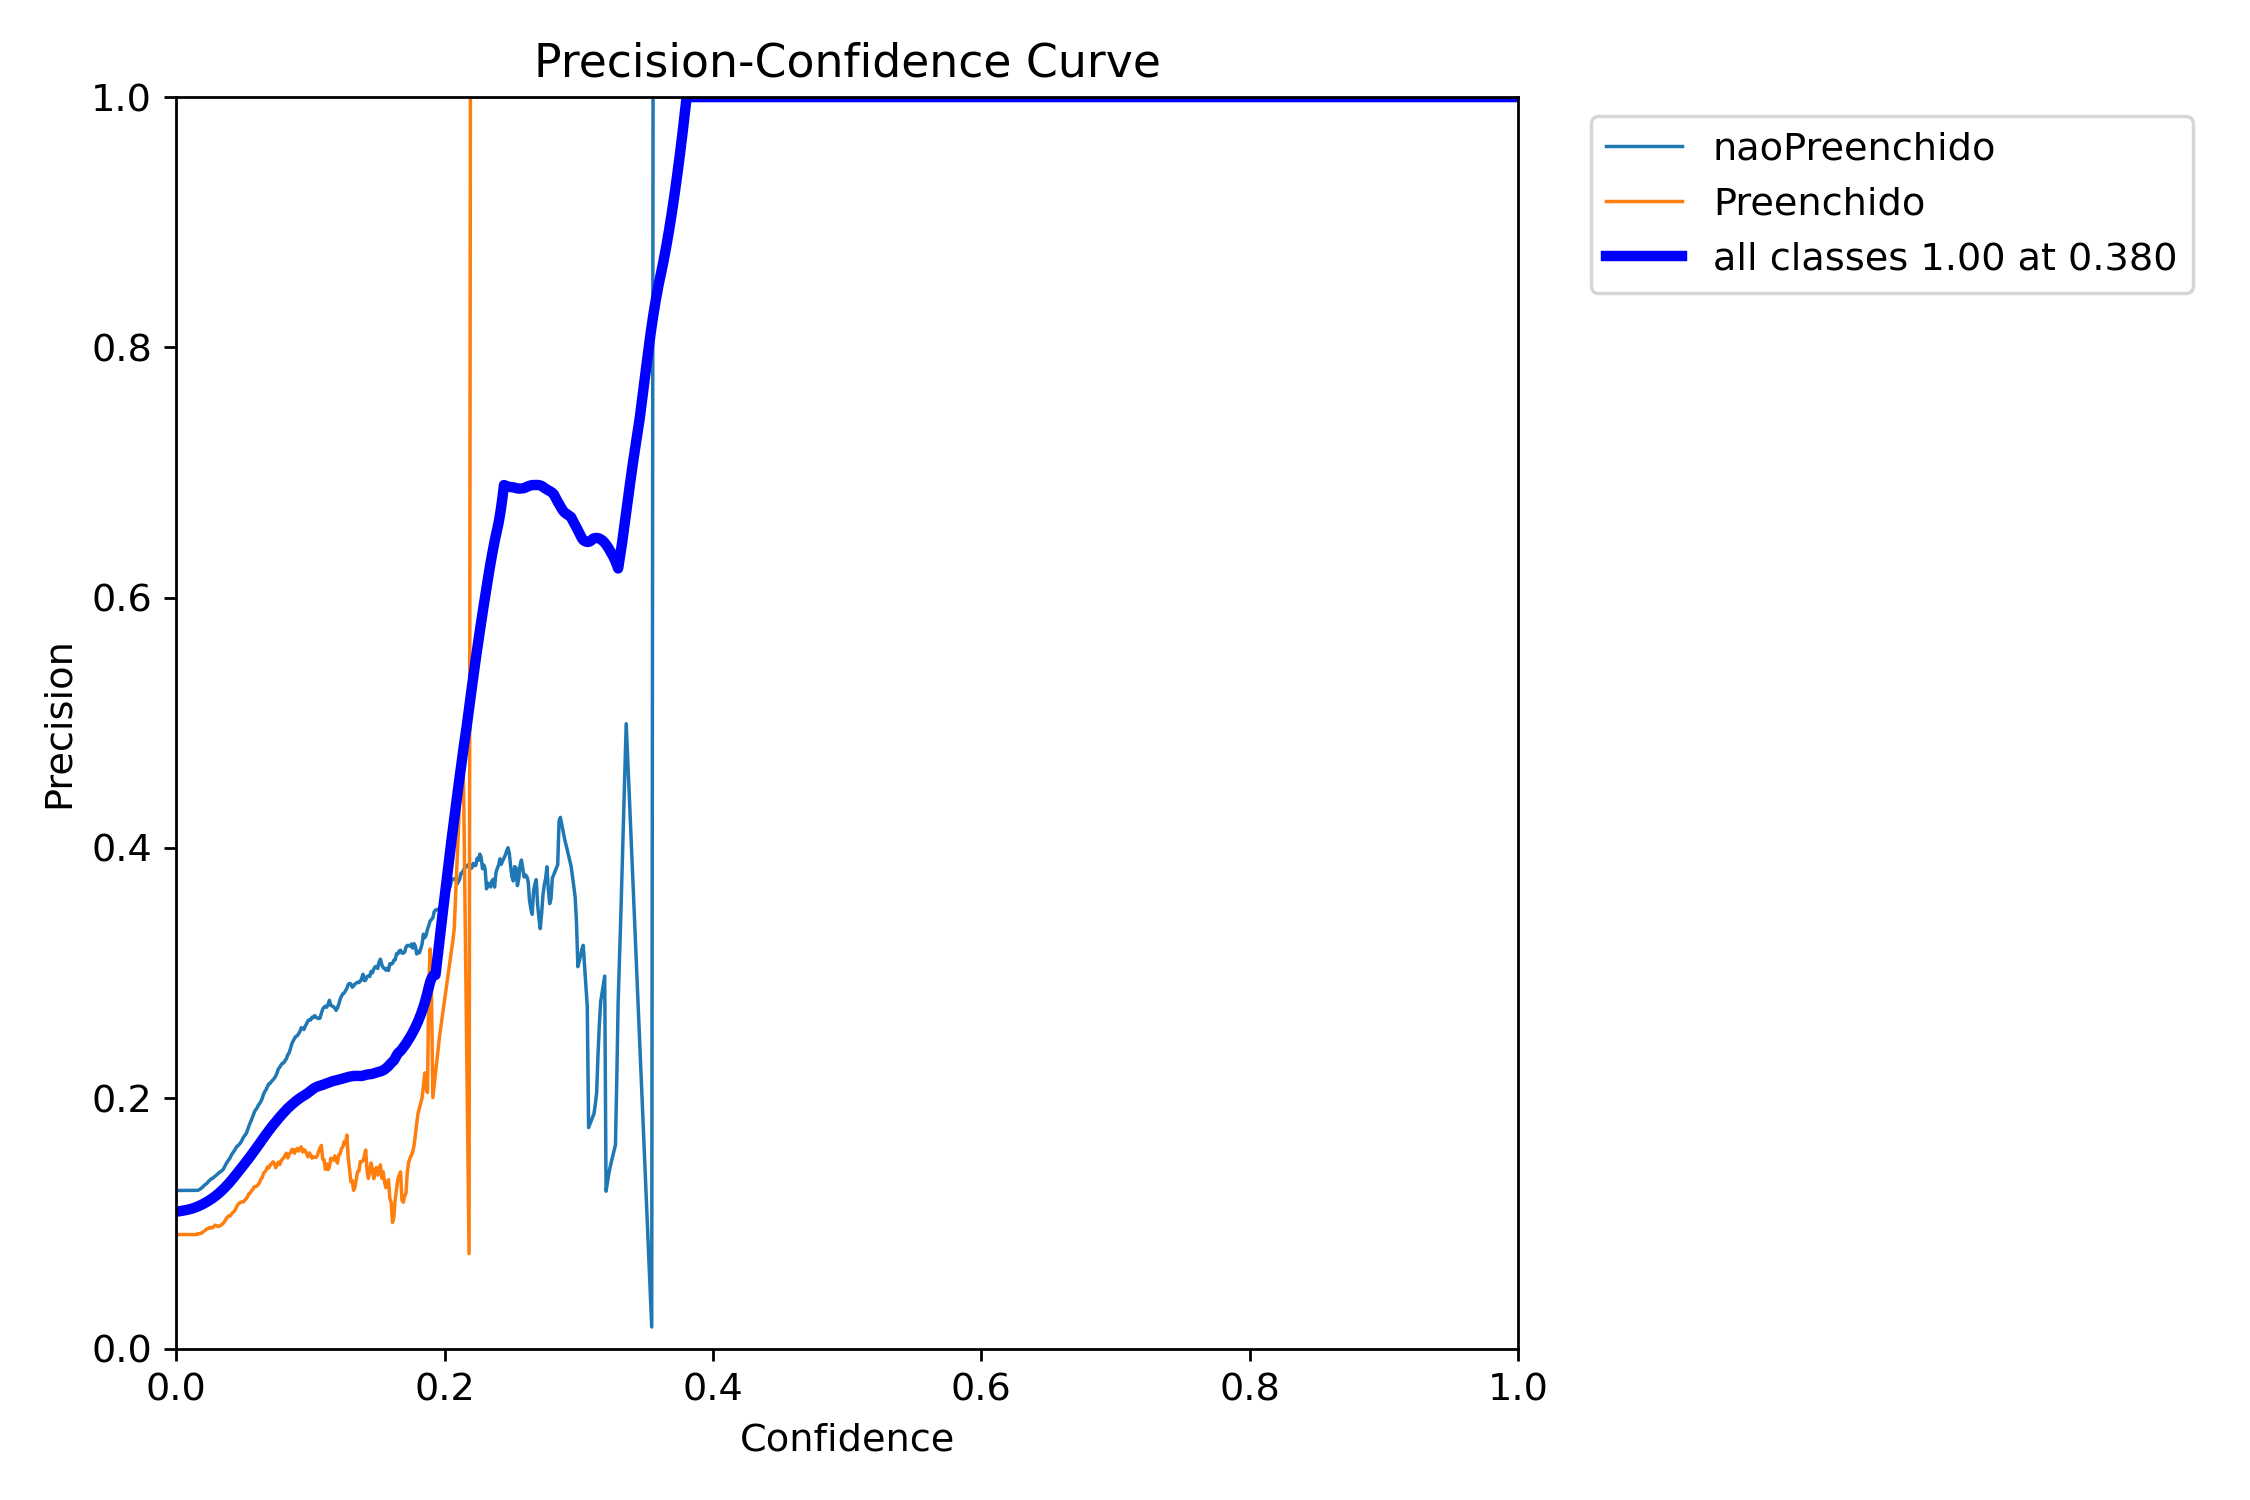 Precision-Confidence Curve
1.0
0.8
0.6
0.4
0.2
0.0
Precision
0.0 0.2 0.4 0.6 0.8 1.0
Confidence
naoPreenchido
Preenchido
all classes 1.00 at 0.380